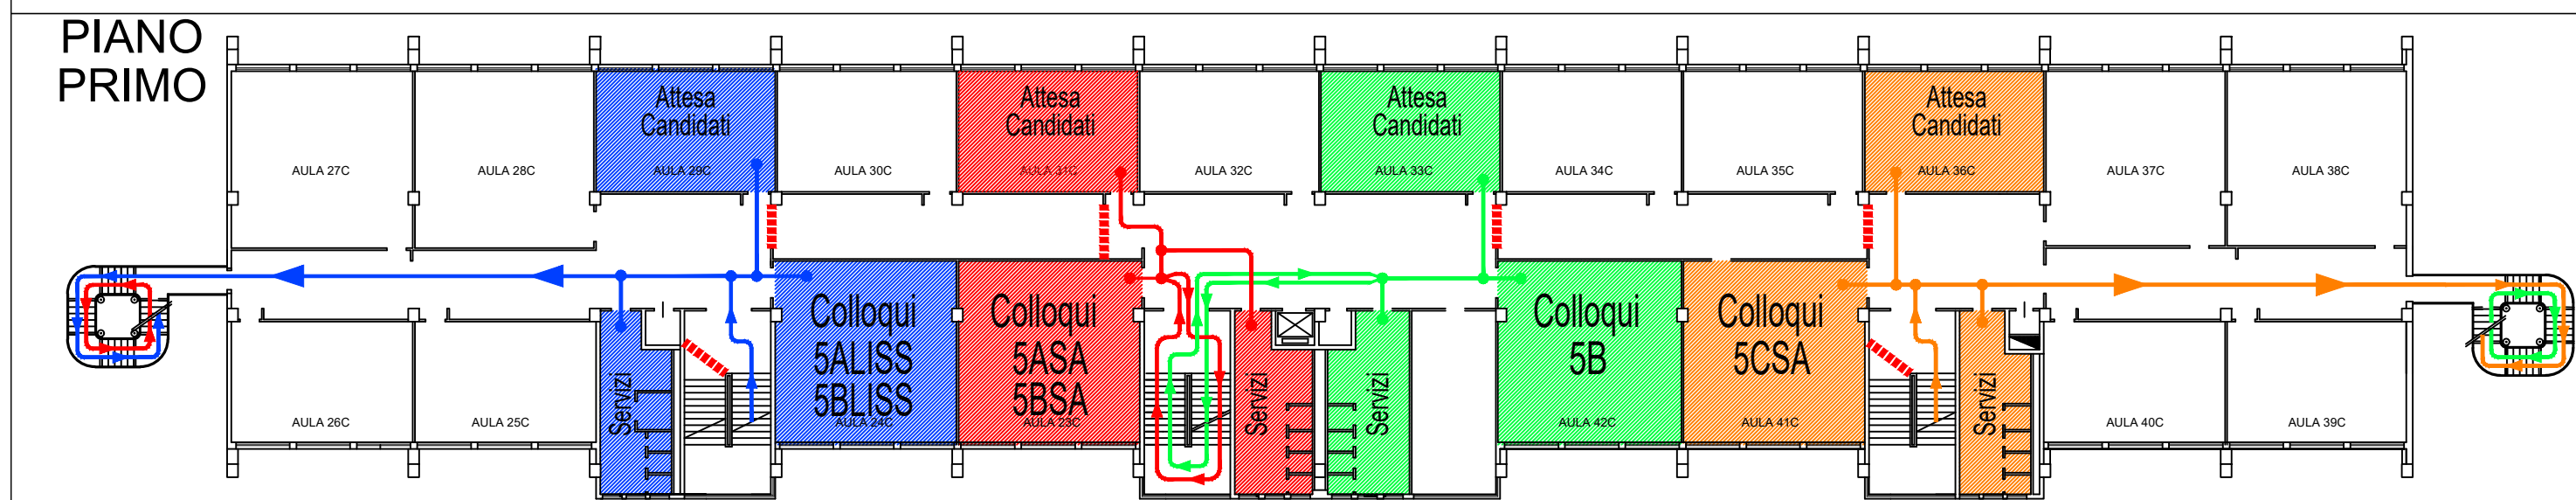 PIANO
PRIMO
Attesa
Candidati
Attesa
Candidati
Attesa
Candidati
Attesa
Candidati
AULA 27C
AULA 28C
AULA 29C
AULA 30C
AULA 31C
AULA 32C
AULA 33C
AULA 34C
AULA 35C
AULA 36C
AULA 37C
AULA 38C
Colloqui
5ALISS
5BLISS
Colloqui
5ASA
5BSA
Colloqui
5B
Colloqui
5CSA
Servizi
Servizi
Servizi
Servizi
AULA 26C
AULA 25C
AULA 24C
AULA 23C
AULA 42C
AULA 41C
AULA 40C
AULA 39C